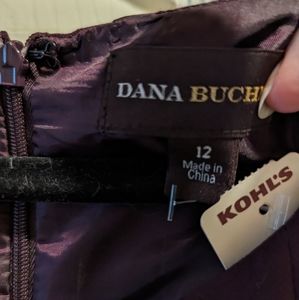 DANA BUCH
12
Made in
China
KOHL'S